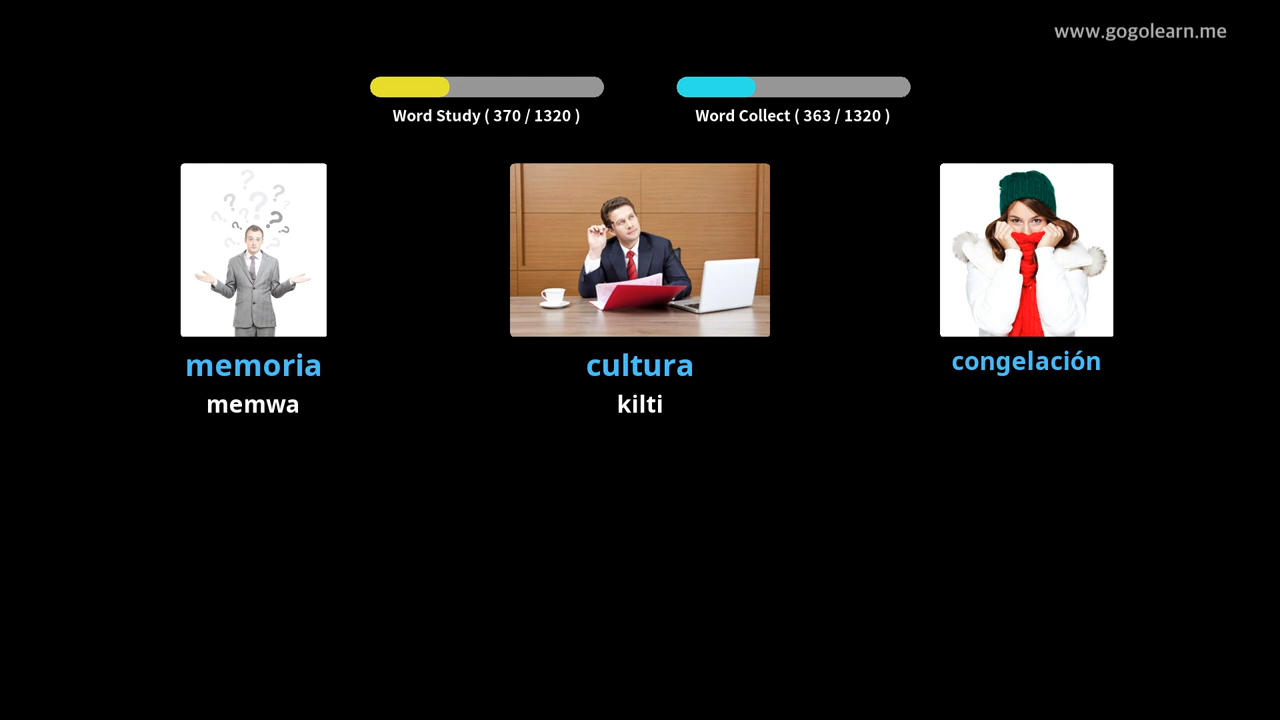 www.gogolearn.me
Word Study ( 370 / 1320 )
Word Collect ( 363 / 1320 )
memoria
memwa
cultura
kilti
congelación